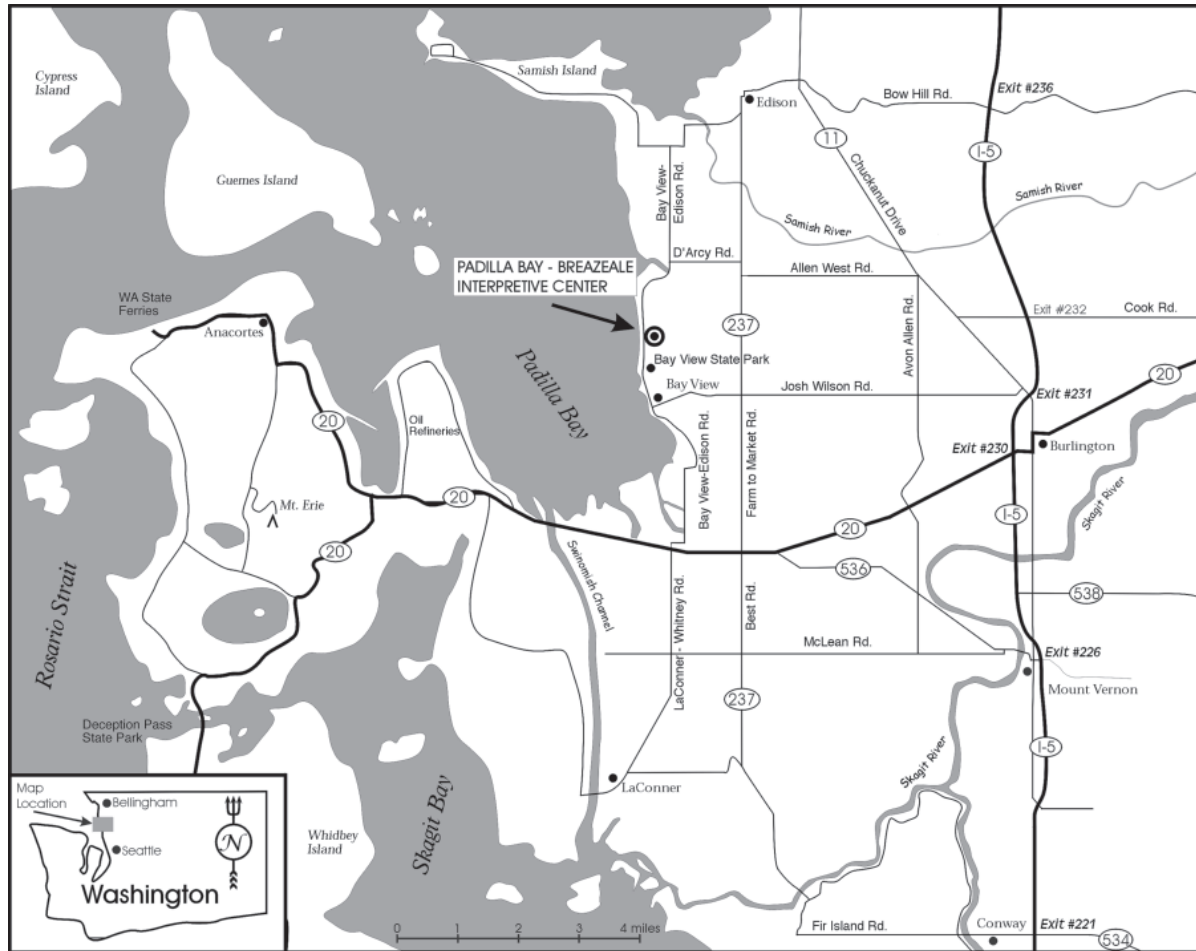 Cypress
Island
Samish Island
Edison
Exit #236
Bow Hill Rd.
11
I-5
Guemes Island
Bay View-
Edison Rd.
Chuckanut Drive
Samish River
Samish River
D'Arcy Rd.
PADILLA BAY - BREAZEALE
INTERPRETIVE CENTER
Allen West Rd.
WA State
Ferries
Anacortes
237
Avon Allen Rd.
Exit #232
Cook Rd.
Padilla Bay
Bay View State Park
Bay View
Josh Wilson Rd.
20
Exit #231
20
Oil
Refineries
Bay View-Edison Rd.
Farm to Market Rd.
Exit #230
Burlington
Mt. Erie
20
20
I-5
Skagit River
20
Swinomish Channel
536
538
Rosario Strait
LaConner - Whitney Rd.
Best Rd.
McLean Rd.
Exit #226
Mount Vernon
237
Deception Pass
State Park
I-5
Skagit River
LaConner
Skagit Bay
Map
Location
Bellingham
Seattle
N
Washington
Whidbey
Island
0 1 2 3 4 miles
Fir Island Rd.
Conway
Exit #221
534